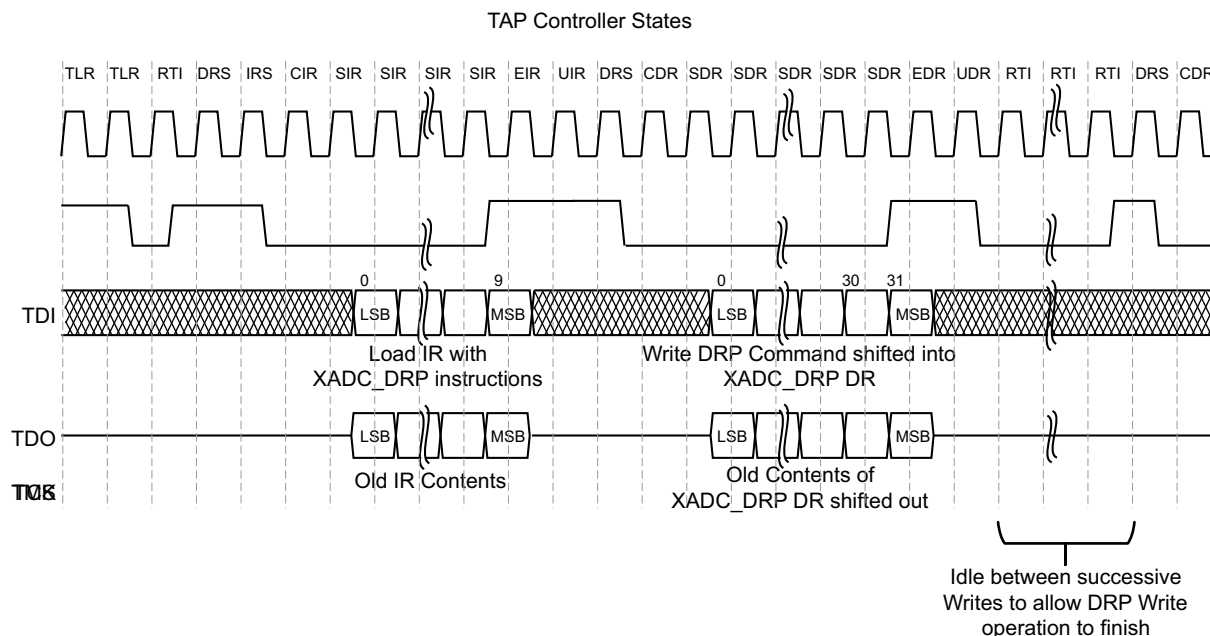 TAP Controller States
TLR TLR RTI DRS IRS CIR SIR SIR SIR SIR EIR UIR DRS CDR SDR SDR SDR SDR SDR EDR UDR RTI RTI RTI DRS CDR
0 9 0 30 31
TDI LSB MSB LSB MSB
Load IR with
XADC_DRP instructions
Write DRP Command shifted into
XADC_DRP DR
TDO LSB MSB LSB MSB
Old IR Contents
Old Contents of
XADC_DRP DR shifted out
TMS
TCK
Idle between successive
Writes to allow DRP Write
operation to finish